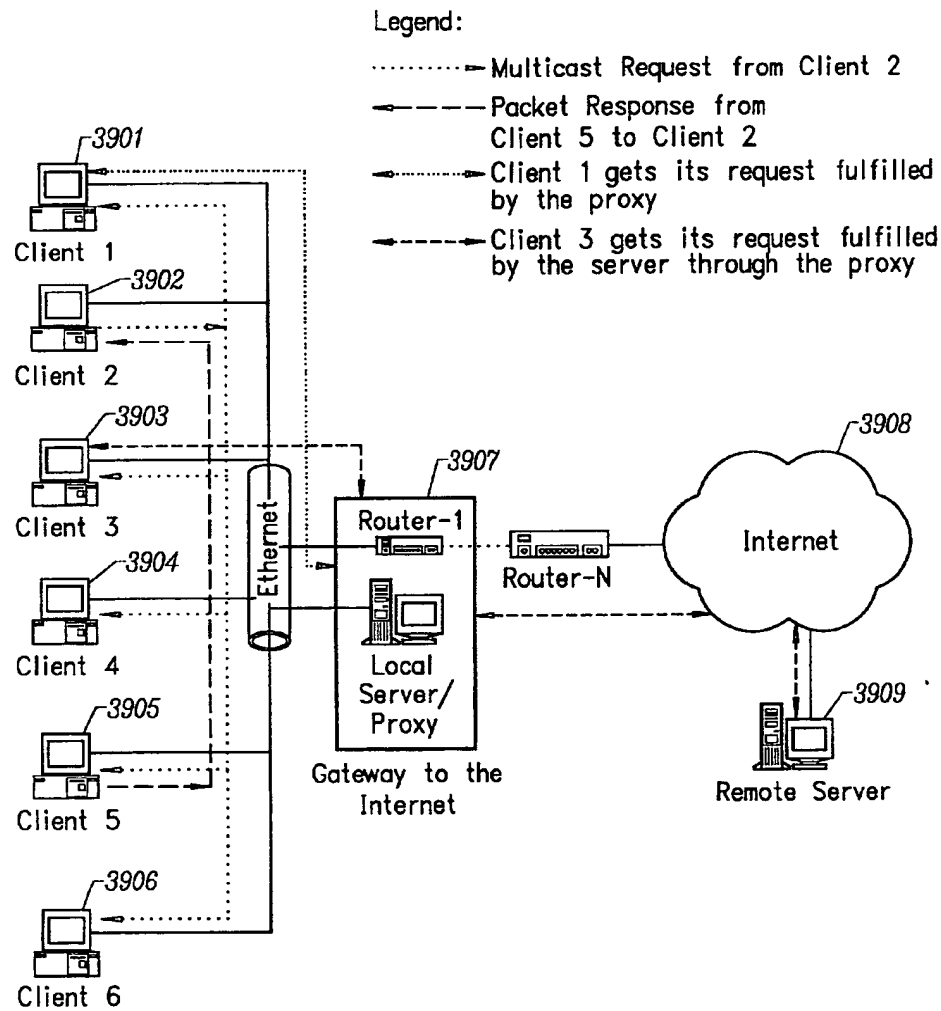 Legend:
Multicast Request from Client 2
Packet Response from
Client 5 to Client 2
Client 1 gets its request fulfilled
by the proxy
Client 3 gets its request fulfilled
by the server through the proxy
3901
Client 1
3902
Client 2
3903
Client 3
3904
Client 4
3905
Client 5
3906
Client 6
Ethernet
3907
Router-1
Local
Server/
Proxy
Gateway to the
Internet
Router-N
3908
Internet
3909
Remote Server